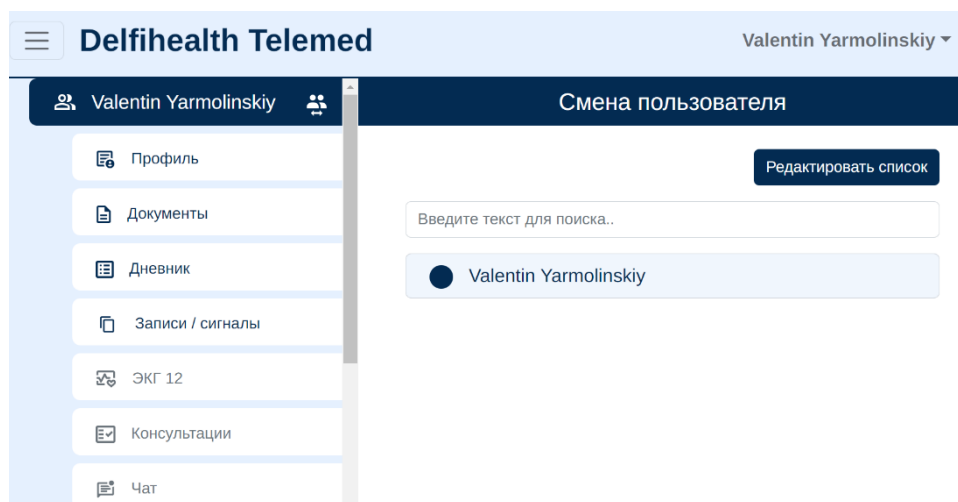 Delfihealth Telemed
Valentin Yarmolinskiy
Valentin Yarmolinskiy
Смена пользователя
Профиль
Документы
Дневник
Записи / сигналы
ЭКГ 12
Консультации
Чат
Редактировать список
Введите текст для поиска..
Valentin Yarmolinskiy